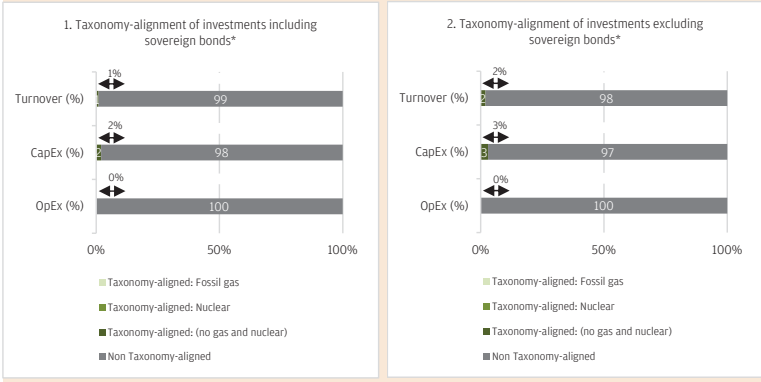 1. Taxonomy-alignment of investments including
sovereign bonds*
1%
Turnover (%)
1
99
2%
CapEx (%)
2
98
0%
OpEx (%)
100
0%
50%
100%
Taxonomy-aligned: Fossil gas
Taxonomy-aligned: Nuclear
Taxonomy-aligned: (no gas and nuclear)
Non Taxonomy-aligned
2. Taxonomy-alignment of investments excluding
sovereign bonds*
2%
Turnover (%)
2
98
3%
CapEx (%)
3
97
0%
OpEx (%)
100
0%
50%
100%
Taxonomy-aligned: Fossil gas
Taxonomy-aligned: Nuclear
Taxonomy-aligned: (no gas and nuclear)
Non Taxonomy-aligned